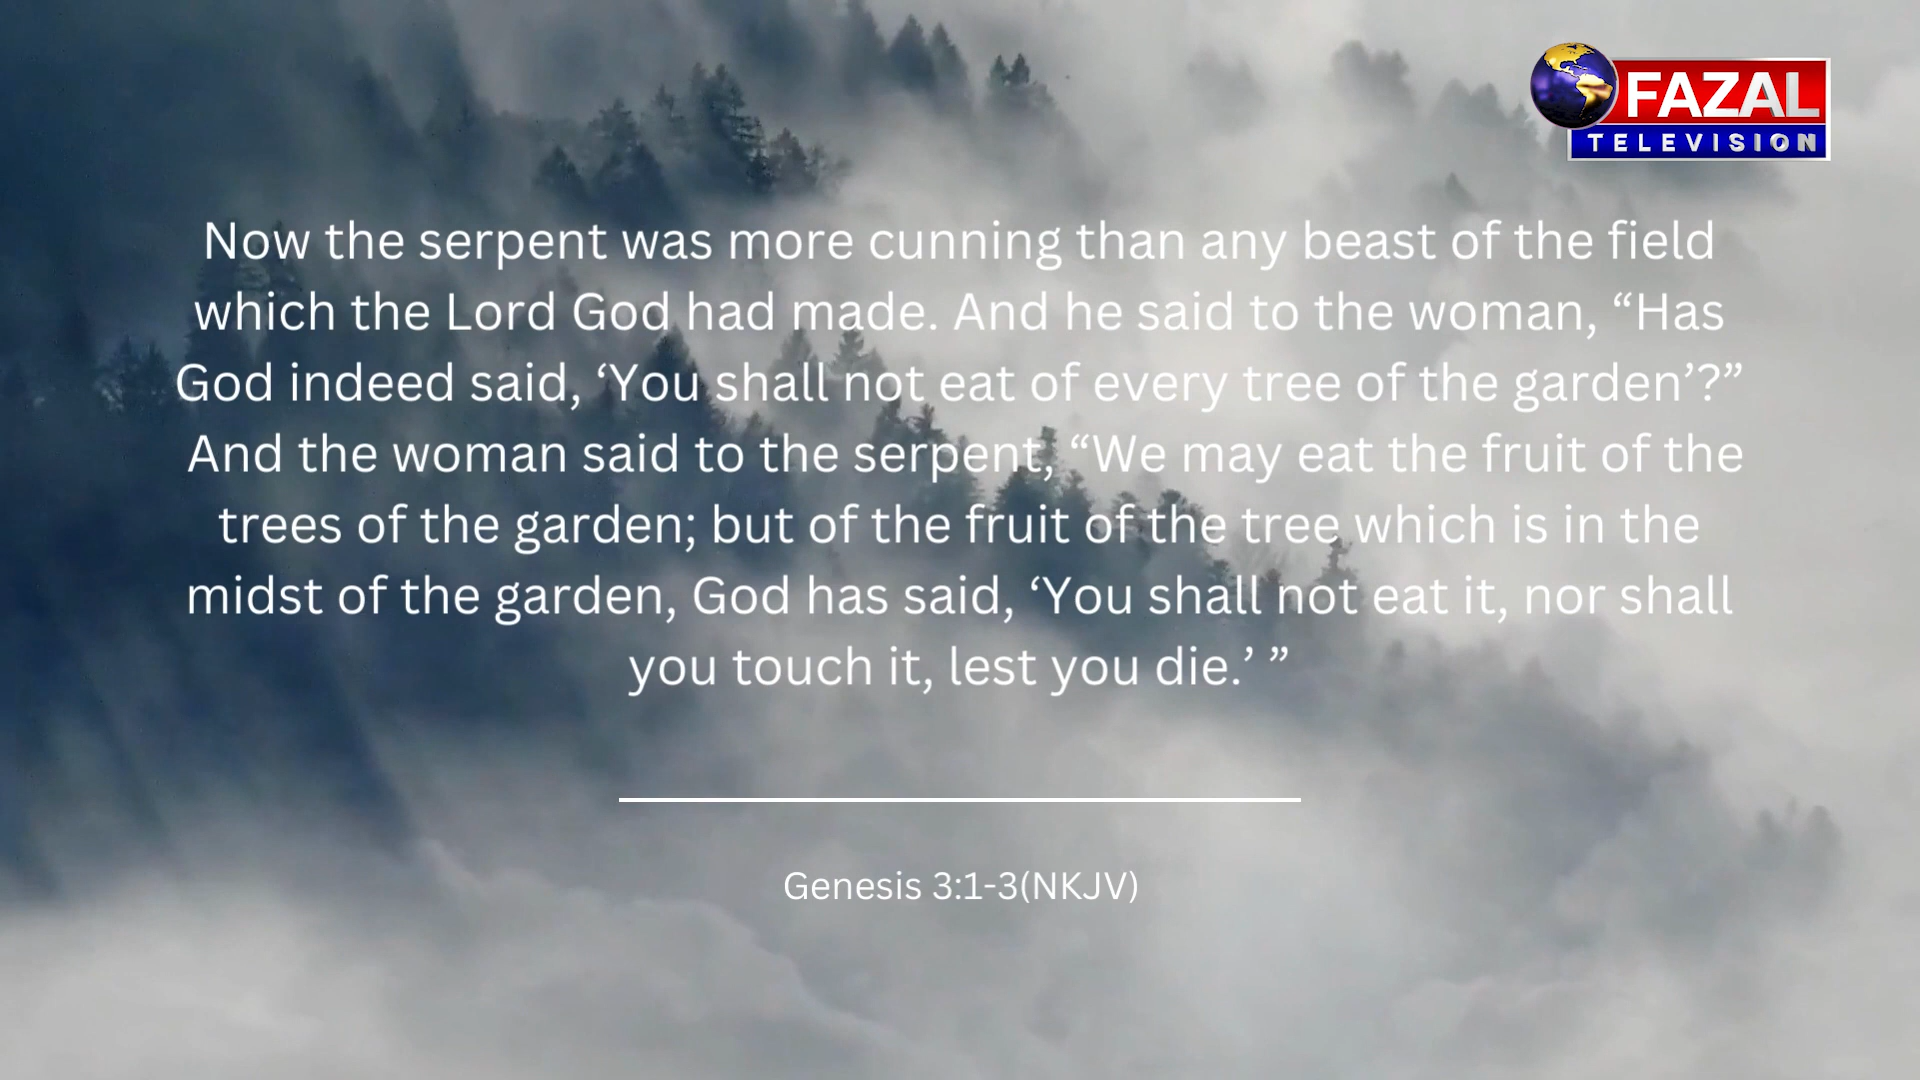 FAZAL
TELEVISION
Now the serpent was more cunning than any beast of the field
which the Lord God had made. And he said to the woman, “Has
God indeed said, ‘You shall not eat of every tree of the garden’?”
And the woman said to the serpent, “We may eat the fruit of the
trees of the garden; but of the fruit of the tree which is in the
midst of the garden, God has said, ‘You shall not eat it, nor shall
you touch it, lest you die.’ ”
Genesis 3:1-3(NKJV)